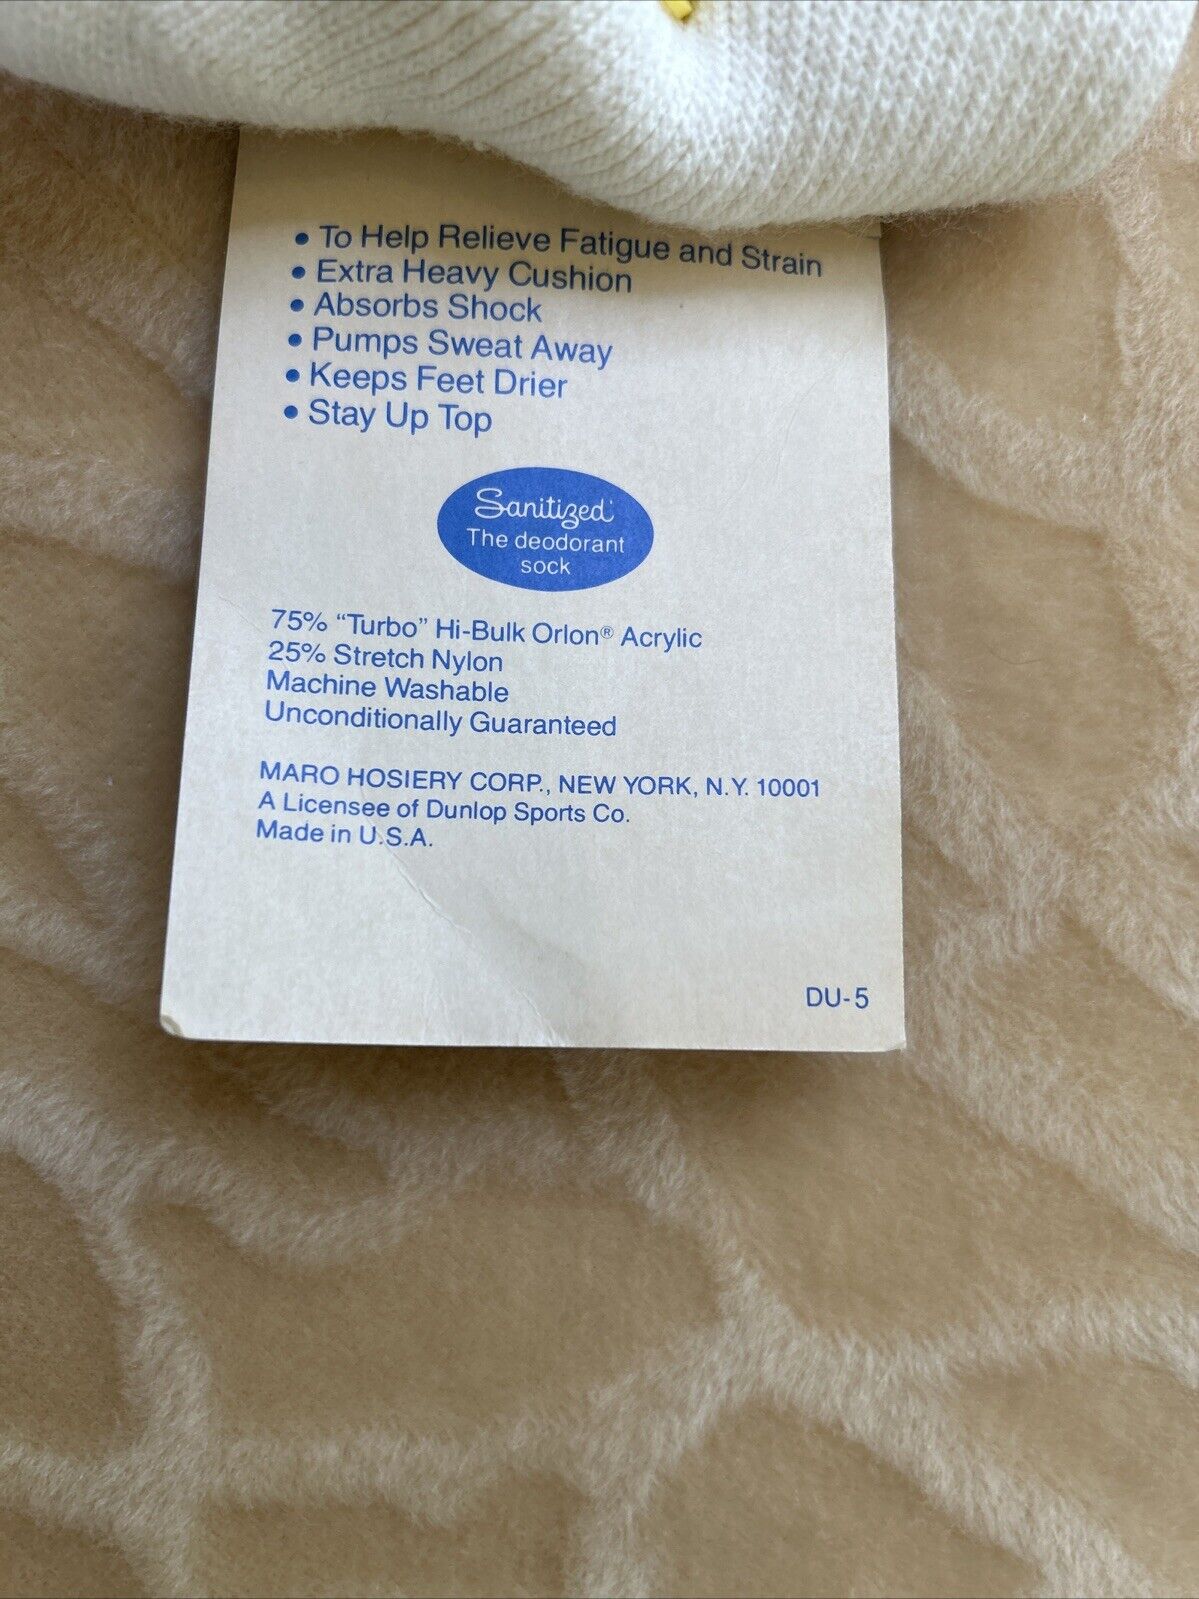 • To Help Relieve Fatigue and Strain
• Extra Heavy Cushion
• Absorbs Shock
• Pumps Sweat Away
• Keeps Feet Drier
• Stay Up Top
Sanitized
The deodorant
sock
75% “Turbo” Hi-Bulk Orlon® Acrylic
25% Stretch Nylon
Machine Washable
Unconditionally Guaranteed
MARO HOSIERY CORP., NEW YORK, N.Y. 10001
A Licensee of Dunlop Sports Co.
Made in U.S.A.
DU-5